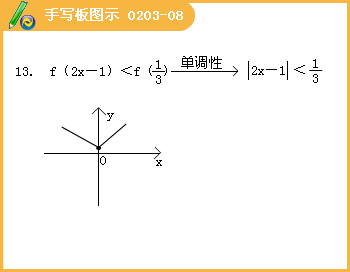 手写板图示 0203-08
13. f（2x－1）＜f（1/3） 单调性 |2x－1|＜1/3
y
O
x